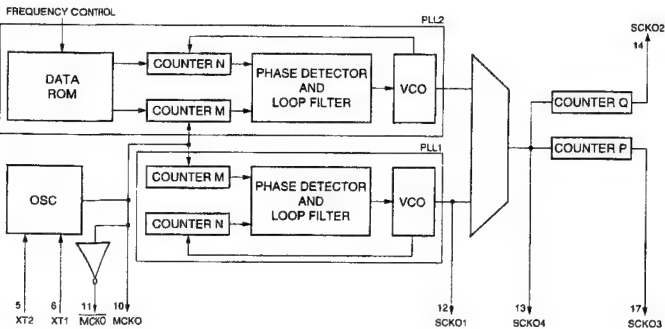 FREQUENCY CONTROL
PLL2
SCKO2
14
DATA
ROM
COUNTER N
COUNTER M
PHASE DETECTOR
AND
LOOP FILTER
VCO
COUNTER Q
COUNTER P
PLL1
OSC
COUNTER M
COUNTER N
PHASE DETECTOR
AND
LOOP FILTER
VCO
5
6
11
10
12
13
17
XT2
XT1
MCKO
MCKO
SCKO1
SCKO4
SCKO3